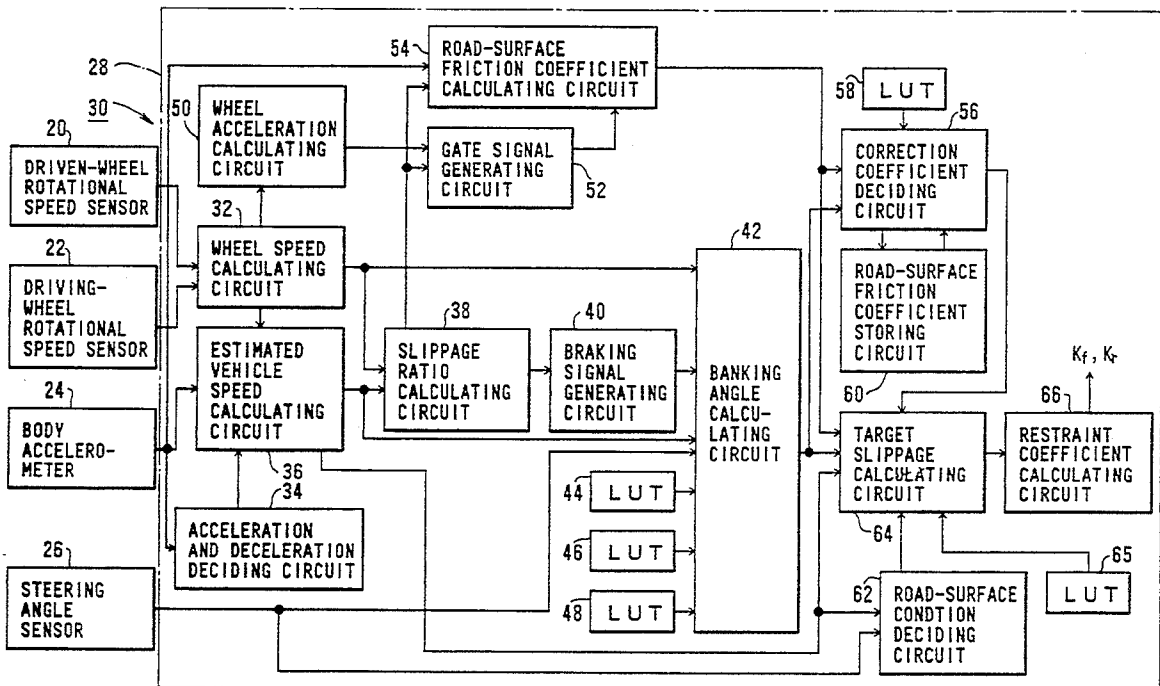 28
30
54
ROAD-SURFACE
FRICTION COEFFICIENT
CALCULATING CIRCUIT
58
LUT
50
WHEEL
ACCELERATION
CALCULATING
CIRCUIT
GATE SIGNAL
GENERATING
CIRCUIT
52
56
CORRECTION
COEFFICIENT
DECIDING
CIRCUIT
20
DRIVEN-WHEEL
ROTATIONAL
SPEED SENSOR
32
WHEEL SPEED
CALCULATING
CIRCUIT
42
BANKING
ANGLE CALCU-
LATING
CIRCUIT
ROAD-SURFACE
FRICTION
COEFFICIENT
STORING CIRCUIT
60
22
DRIVING-
WHEEL
ROTATIONAL
SPEED SENSOR
ESTIMATED
VEHICLE
SPEED
CALCULATING
CIRCUIT
36
38
SLIPPAGE
RATIO
CALCULATING
CIRCUIT
40
BRAKING
SIGNAL
GENERATING
CIRCUIT
Kf, Kr
66
RESTRAINT
COEFFICIENT
CALCULATING
CIRCUIT
24
BODY
ACCELERO-
METER
TARGET
SLIPPAGE
CALCULATING
CIRCUIT
64
34
ACCELERATION
AND DECELERATION
DECIDING CIRCUIT
44
LUT
46
LUT
48
LUT
65
LUT
26
STEERING
ANGLE
SENSOR
62
ROAD-SURFACE
CONDTION
DECIDING
CIRCUIT